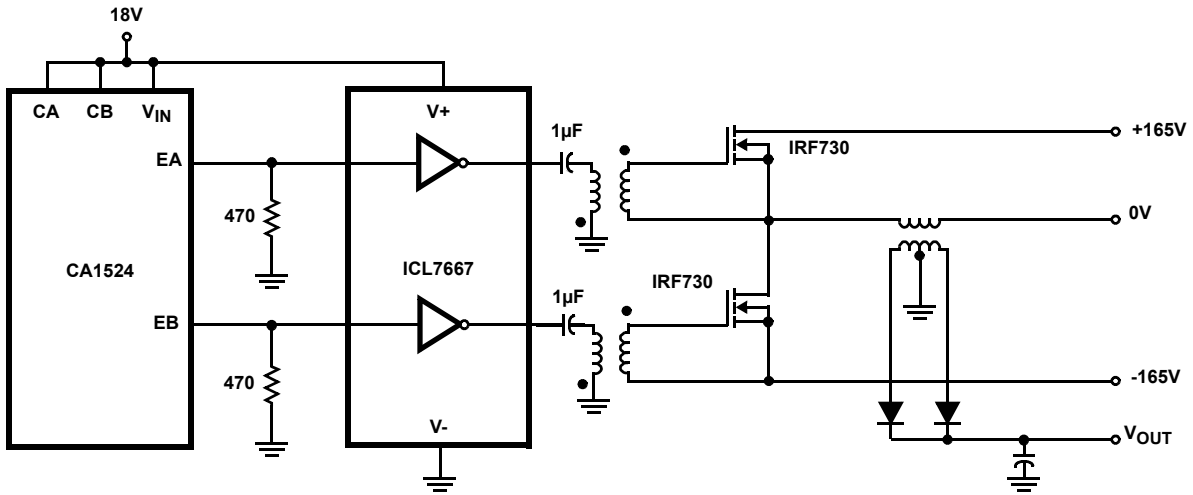 18V
CA
CB
VIN
V+
1µF
+165V
IRF730
EA
470
0V
CA1524
ICL7667
IRF730
1µF
EB
470
-165V
V-
VOUT